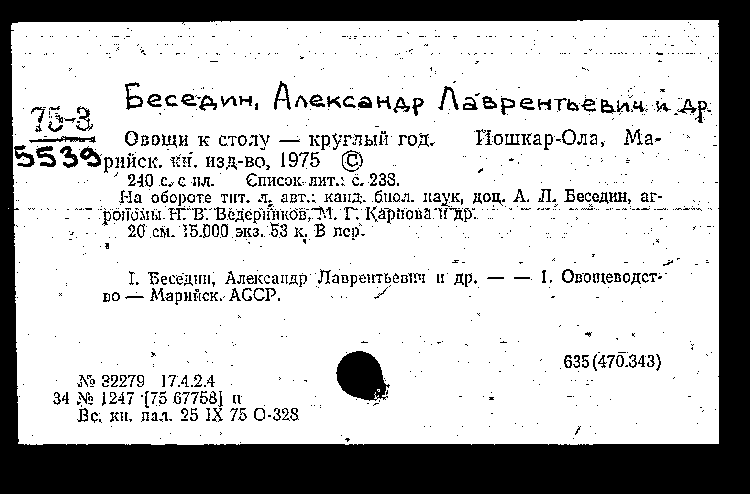 Беседин, Александр Лаврентьевич и др.
75-3
5539
Овощи к столу — круглый год. Йошкар-Ола, Ма-
рийск. кн. изд-во, 1975 ©
240 с. с ил. Список лит.: с. 238.
На обороте тит. л. авт.: канд. биол. наук, доц. А. Л. Беседин, аг-
рономы Н. В. Ведерников, М. Г. Карпова и др.
20 см. 15.000 экз. 53 к. В пер.
I. Беседин, Александр Лаврентьевич и др. — — 1. Овощеводст-
во — Марийск. АССР.
635(470.343)
№ 32279 17.4.2.4
34 № 1247 [75 67758] п
Вс. кн. пал. 25 IX 75 О-328